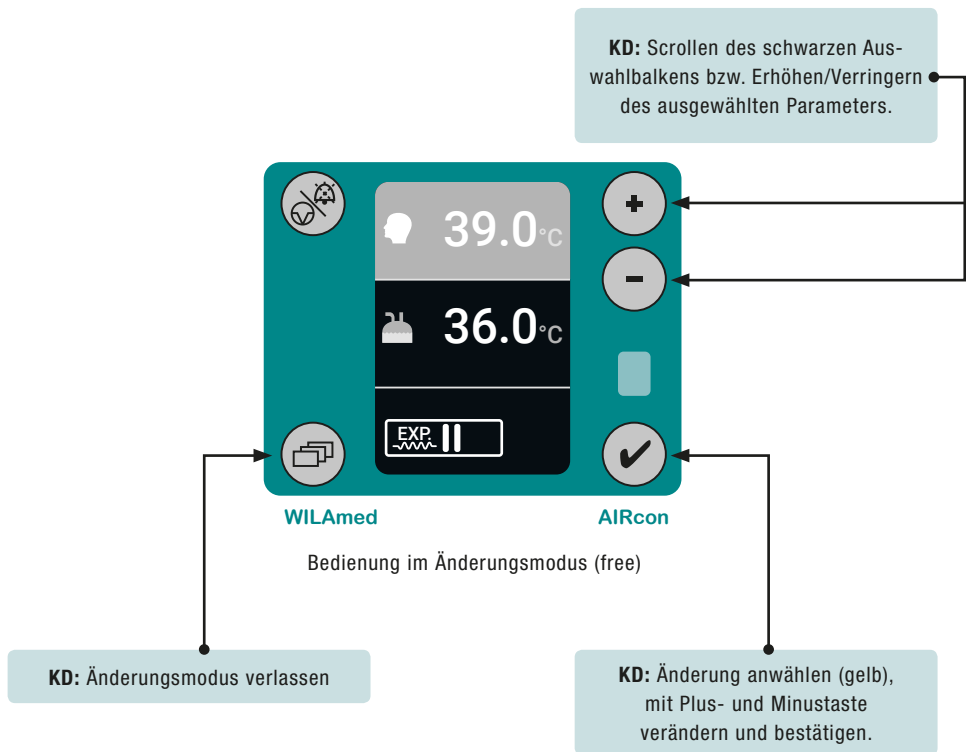 KD: Scrollen des schwarzen Aus-
wahlbalkens bzw. Erhöhen/Verringern
des ausgewählten Parameters.
39.0°C
+
-
36.0°C
EXP.
WILAmed
AIRcon
Bedienung im Änderungsmodus (free)
KD: Änderungsmodus verlassen
KD: Änderung anwählen (gelb),
mit Plus- und Minustaste
verändern und bestätigen.